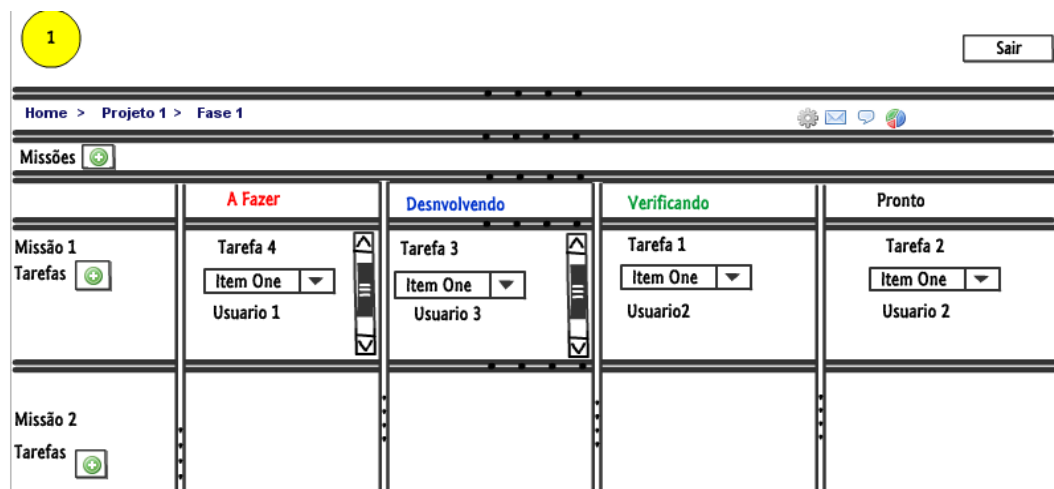 1
Sair
Home > Projeto 1 > Fase 1
Missões
A Fazer
Desnvolvendo
Verificando
Pronto
Missão 1
Tarefas
Tarefa 4
Item One
Usuario 1
Tarefa 3
Item One
Usuario 3
Tarefa 1
Item One
Usuario2
Tarefa 2
Item One
Usuario 2
Missão 2
Tarefas